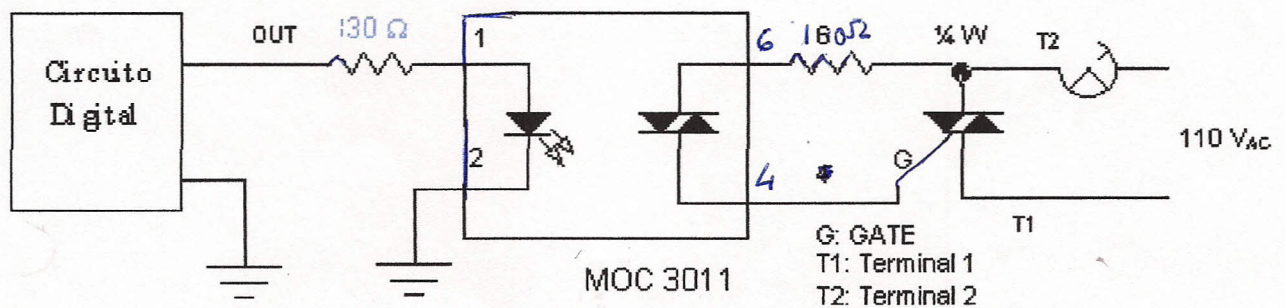 Circuito
Digital
OUT
130 Ω
1
2
6
180Ω
¼ W
T2
4
G
110 VAC
T1
MOC 3011
G: GATE
T1: Terminal 1
T2: Terminal 2